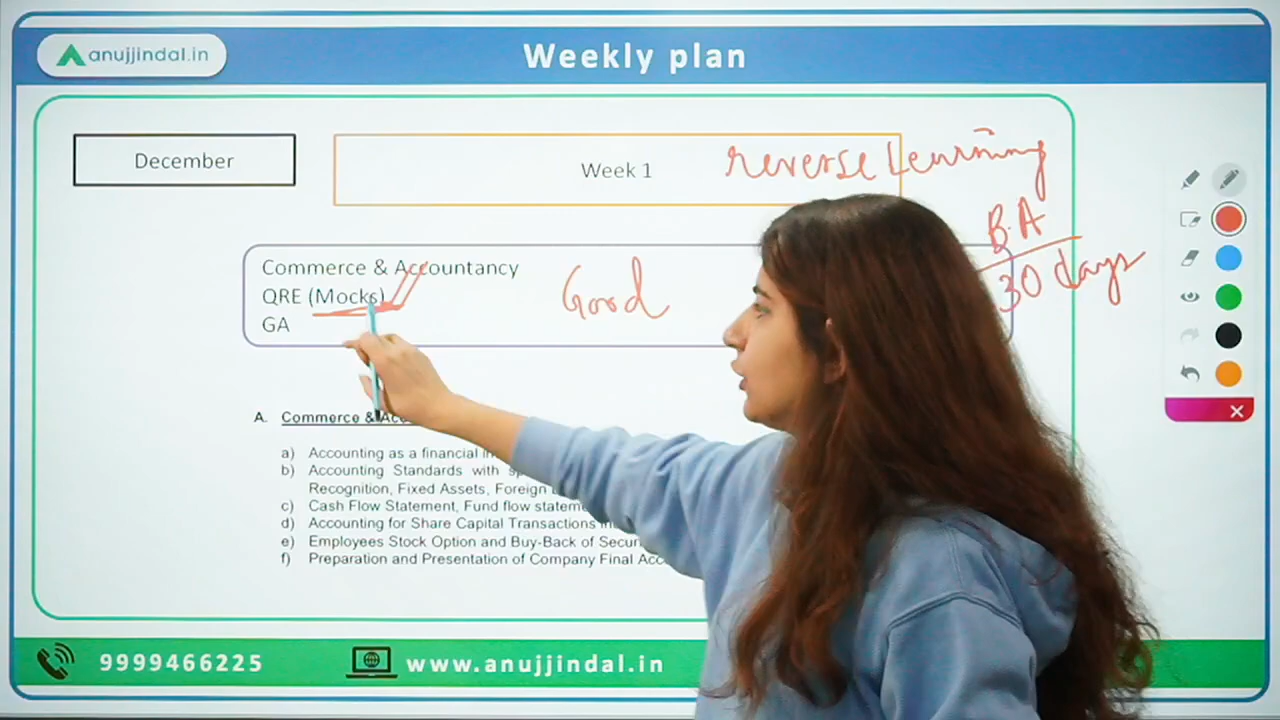 anujjindal.in
Weekly plan
December
Week 1
reverse Learning
B.A
30 days
Commerce & Accountancy
QRE (Mocks)
GA
Good
A. Commerce &
a) Accounting as a financial
b) Accounting Standards with
Recognition, Fixed Assets, Foreign
c) Cash Flow Statement, Fund flow
d) Accounting for Share Capital Transactions
e) Employees Stock Option and Buy-Back of
f) Preparation and Presentation of Company Final
9999466225
www.anujjindal.in